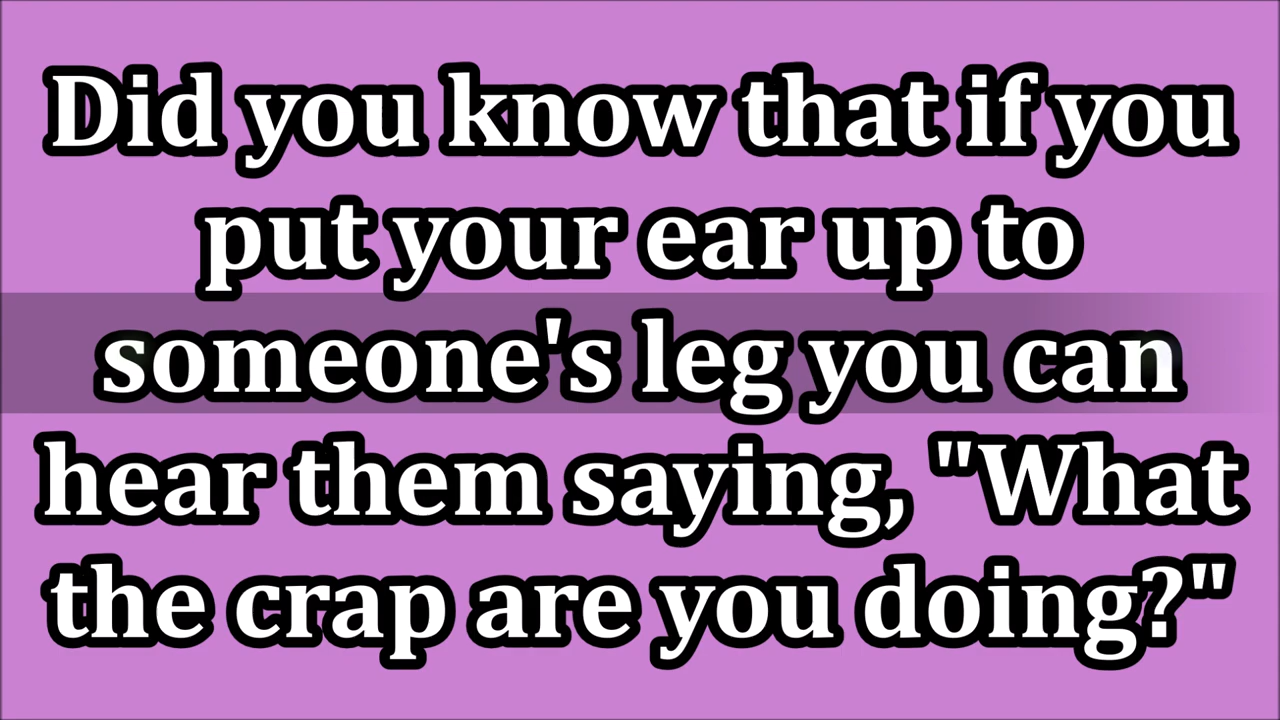 Did you know that if you
put your ear up to
someone's leg you can
hear them saying, "What
the crap are you doing?"